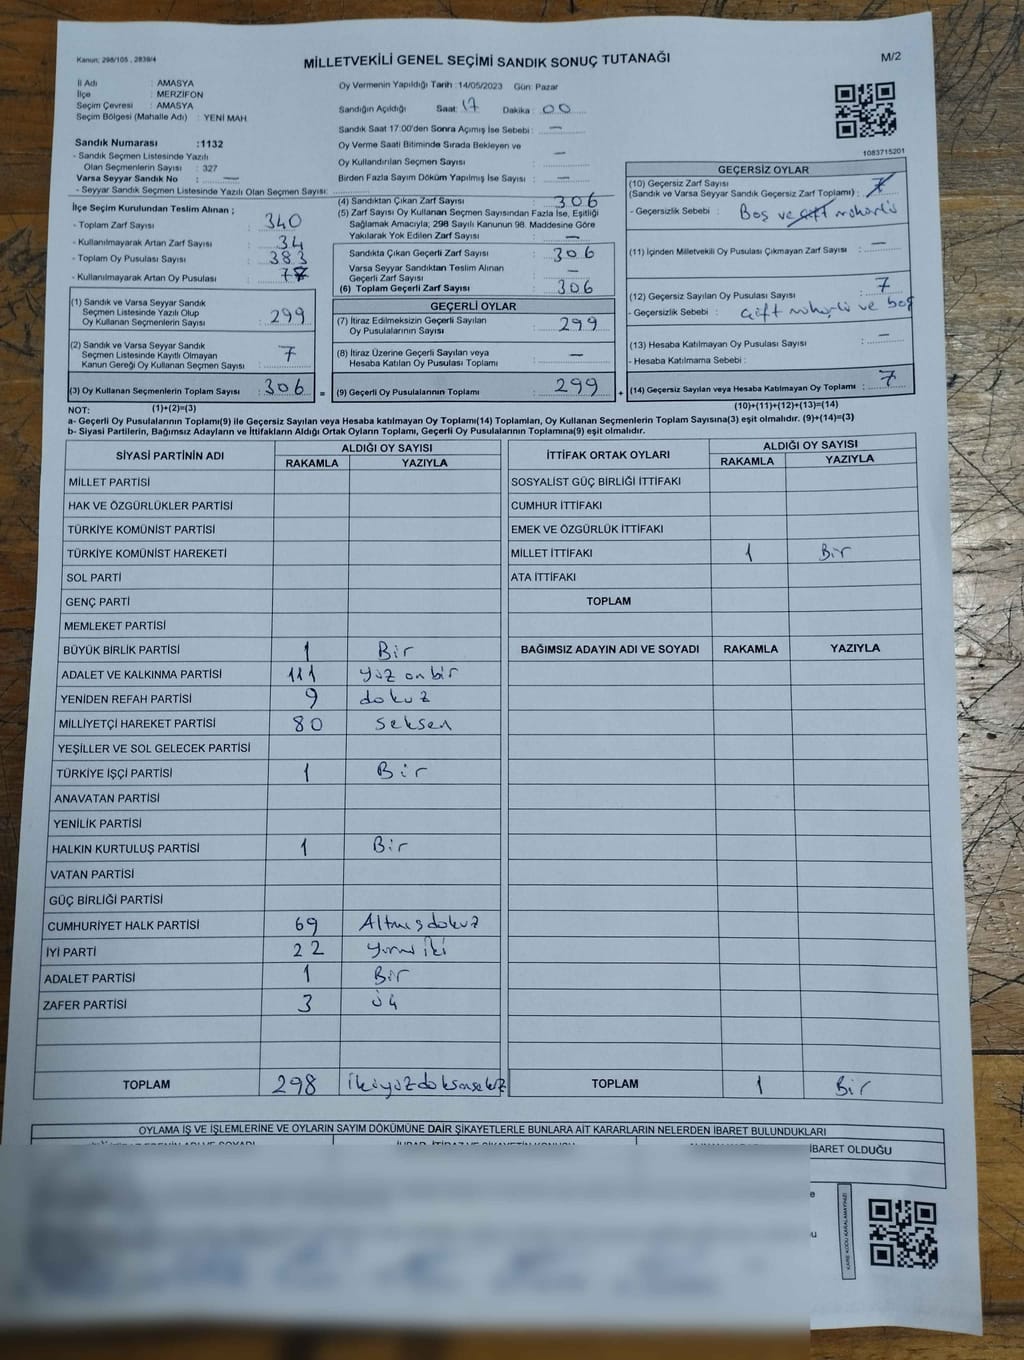 Kanun; 298/105 , 2839/4
MİLLETVEKİLİ GENEL SEÇİMİ SANDIK SONUÇ TUTANAĞI
M/2
İl Adı : AMASYA
İlçe : MERZİFON
Seçim Çevresi : AMASYA
Seçim Bölgesi (Mahalle Adı) : YENİ MAH.
Sandık Numarası :1132
- Sandık Seçmen Listesinde Yazılı
Olan Seçmenlerin Sayısı : 327
Varsa Seyyar Sandık No : —
- Seyyar Sandık Seçmen Listesinde Yazılı Olan Seçmen Sayısı:
Oy Vermenin Yapıldığı Tarih :14/05/2023 Gün: Pazar
Sandığın Açıldığı Saat: 17 Dakika : 00
Sandık Saat 17:00'den Sonra Açımış İse Sebebi : —
Oy Verme Saati Bitiminde Sırada Bekleyen ve
Oy Kullandırılan Seçmen Sayısı : —
Birden Fazla Sayım Döküm Yapılmış İse Sayısı : —
1083715201
İlçe Seçim Kurulundan Teslim Alınan ;
- Toplam Zarf Sayısı : 340
- Kullanılmayarak Artan Zarf Sayısı : 34
- Toplam Oy Pusulası Sayısı : 383
- Kullanılmayarak Artan Oy Pusulası : 77
(1) Sandık ve Varsa Seyyar Sandık
Seçmen Listesinde Yazılı Olup
Oy Kullanan Seçmenlerin Sayısı : 299
(2) Sandık ve Varsa Seyyar Sandık
Seçmen Listesinde Kayıtlı Olmayan
Kanun Gereği Oy Kullanan Seçmen Sayısı : 7
(3) Oy Kullanan Seçmenlerin Toplam Sayısı : 306 =
(4) Sandıktan Çıkan Zarf Sayısı : 306
(5) Zarf Sayısı Oy Kullanan Seçmen Sayısından Fazla İse, Eşitliği
Sağlamak Amacıyla; 298 Sayılı Kanunun 98. Maddesine Göre
Yakılarak Yok Edilen Zarf Sayısı : —
Sandıkta Çıkan Geçerli Zarf Sayısı : 306
Varsa Seyyar Sandıktan Teslim Alınan
Geçerli Zarf Sayısı : —
(6) Toplam Geçerli Zarf Sayısı : 306
GEÇERLİ OYLAR
(7) İtiraz Edilmeksizin Geçerli Sayılan
Oy Pusulalarının Sayısı : 299
(8) İtiraz Üzerine Geçerli Sayılan veya
Hesaba Katılan Oy Pusulası Toplamı : —
(9) Geçerli Oy Pusulalarının Toplamı : 299 +
GEÇERSİZ OYLAR
(10) Geçersiz Zarf Sayısı
(Sandık ve Varsa Seyyar Sandık Geçersiz Zarf Toplamı) : 7
- Geçersizlik Sebebi : Boş ve çift mühürlü
(11) İçinden Milletvekili Oy Pusulası Çıkmayan Zarf Sayısı : —
(12) Geçersiz Sayılan Oy Pusulası Sayısı : 7
- Geçersizlik Sebebi : çift mühürlü ve boş
(13) Hesaba Katılmayan Oy Pusulası Sayısı : —
- Hesaba Katılmama Sebebi :
(14) Geçersiz Sayılan veya Hesaba Katılmayan Oy Toplamı : 7
NOT: (1)+(2)=(3) (10)+(11)+(12)+(13)=(14)
a- Geçerli Oy Pusulalarının Toplamı(9) ile Geçersiz Sayılan veya Hesaba katılmayan Oy Toplamı(14) Toplamları, Oy Kullanan Seçmenlerin Toplam Sayısına(3) eşit olmalıdır. (9)+(14)=(3)
b- Siyasi Partilerin, Bağımsız Adayların ve İttifakların Aldığı Ortak Oyların Toplamı, Geçerli Oy Pusulalarının Toplamına(9) eşit olmalıdır.
SİYASİ PARTİNİN ADI ALDIĞI OY SAYISI
RAKAMLA YAZIYLA
MİLLET PARTİSİ
HAK VE ÖZGÜRLÜKLER PARTİSİ
TÜRKİYE KOMÜNİST PARTİSİ
TÜRKİYE KOMÜNİST HAREKETİ
SOL PARTİ
GENÇ PARTİ
MEMLEKET PARTİSİ
BÜYÜK BİRLİK PARTİSİ 1 Bir
ADALET VE KALKINMA PARTİSİ 111 yüz on bir
YENİDEN REFAH PARTİSİ 9 dokuz
MİLLİYETÇİ HAREKET PARTİSİ 80 seksen
YEŞİLLER VE SOL GELECEK PARTİSİ
TÜRKİYE İŞÇİ PARTİSİ 1 Bir
ANAVATAN PARTİSİ
YENİLİK PARTİSİ
HALKIN KURTULUŞ PARTİSİ 1 Bir
VATAN PARTİSİ
GÜÇ BİRLİĞİ PARTİSİ
CUMHURİYET HALK PARTİSİ 69 Altmışdokuz
İYİ PARTİ 22 yirmi iki
ADALET PARTİSİ 1 Bir
ZAFER PARTİSİ 3 üç
TOPLAM 298 ikiyüzdoksansekiz
İTTİFAK ORTAK OYLARI ALDIĞI OY SAYISI
RAKAMLA YAZIYLA
SOSYALİST GÜÇ BİRLİĞİ İTTİFAKI
CUMHUR İTTİFAKI
EMEK VE ÖZGÜRLÜK İTTİFAKI
MİLLET İTTİFAKI 1 Bir
ATA İTTİFAKI
TOPLAM
BAĞIMSIZ ADAYIN ADI VE SOYADI RAKAMLA YAZIYLA
TOPLAM 1 Bir
OYLAMA İŞ VE İŞLEMLERİNE VE OYLARIN SAYIM DÖKÜMÜNE DAİR ŞİKAYETLERLE BUNLARA AİT KARARLARIN NELERDEN İBARET BULUNDUKLARI
İBARET OLDUĞU
KARE KODU KARALAMAYINIZ!